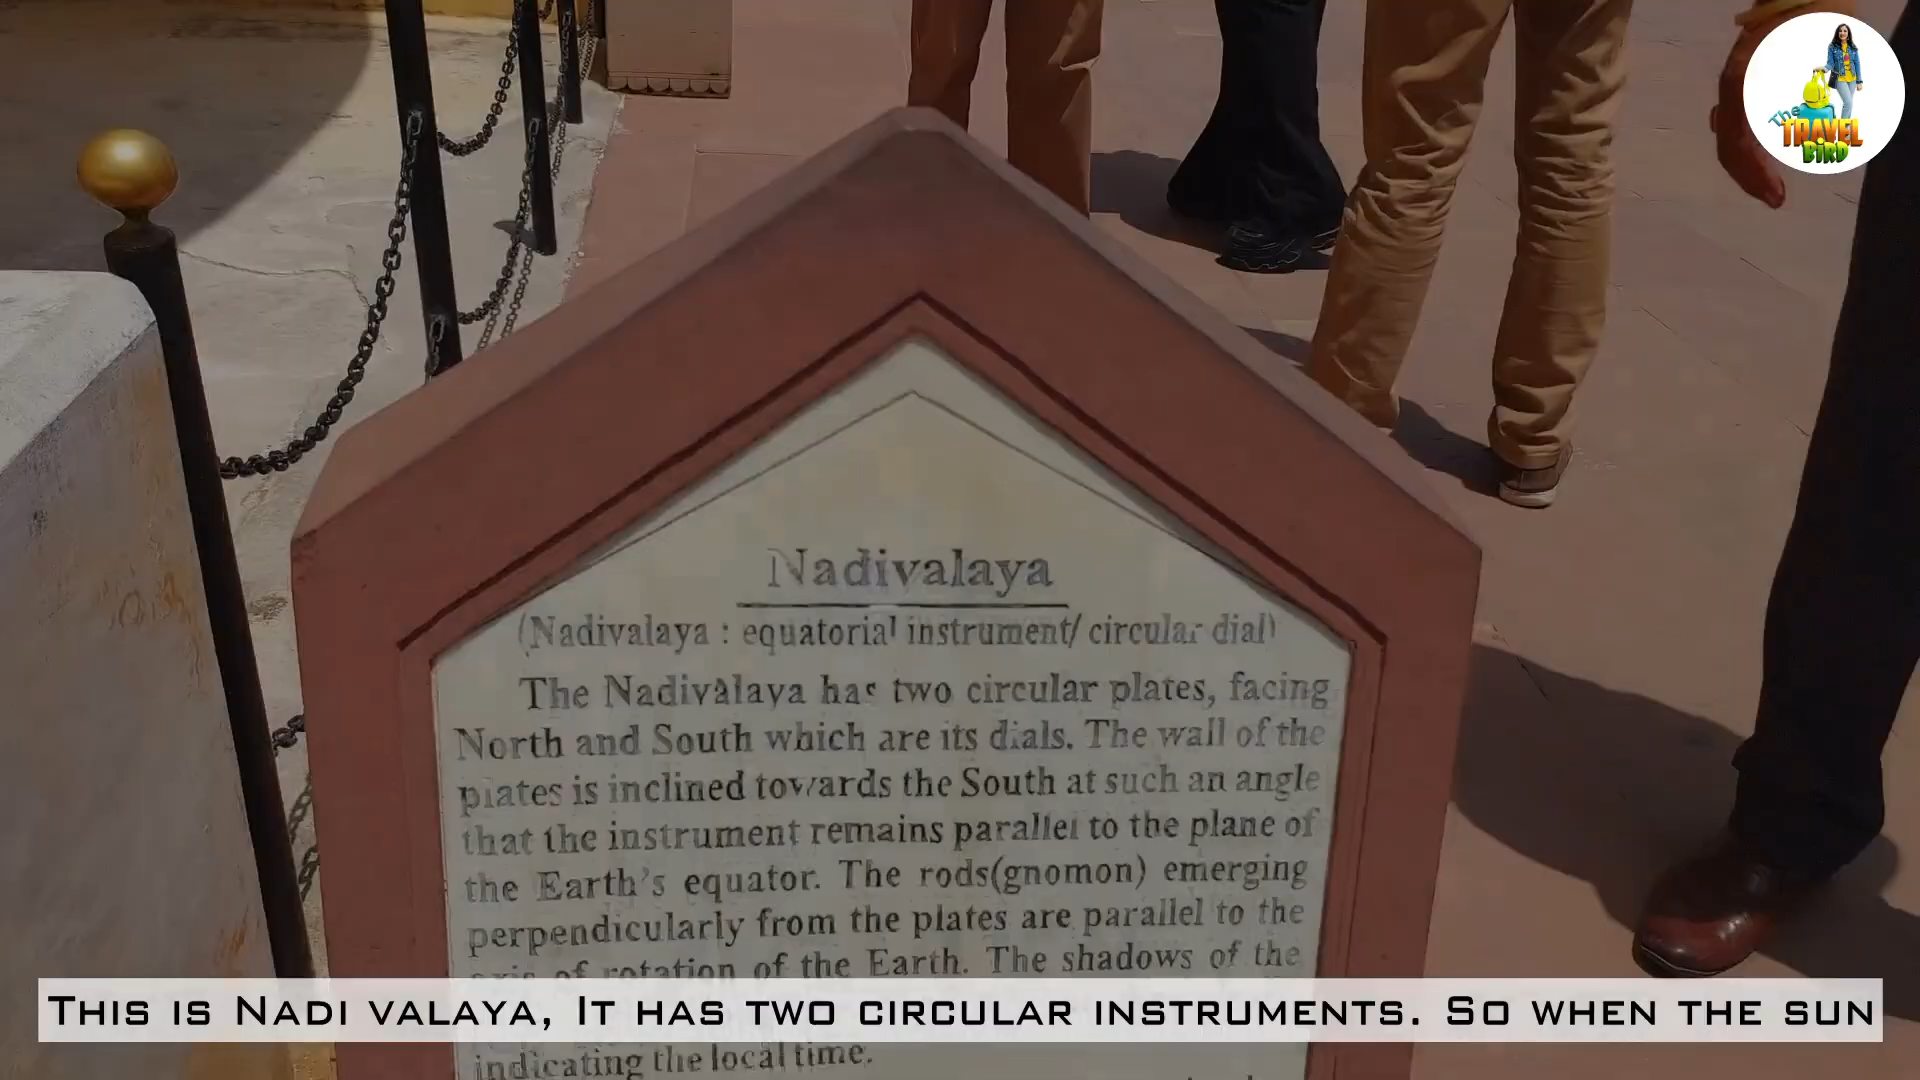 The
TRAVEL
BIRD
Nadivalaya
(Nadivalaya : equatorial instrument/ circular dial)
The Nadivalaya has two circular plates, facing
North and South which are its dials. The wall of the
plates is inclined towards the South at such an angle
that the instrument remains parallel to the plane of
the Earth's equator. The rods(gnomon) emerging
perpendicularly from the plates are parallel to the
axis of rotation of the Earth. The shadows of the
THIS IS NADI VALAYA, IT HAS TWO CIRCULAR INSTRUMENTS. SO WHEN THE SUN
indicating the local time.